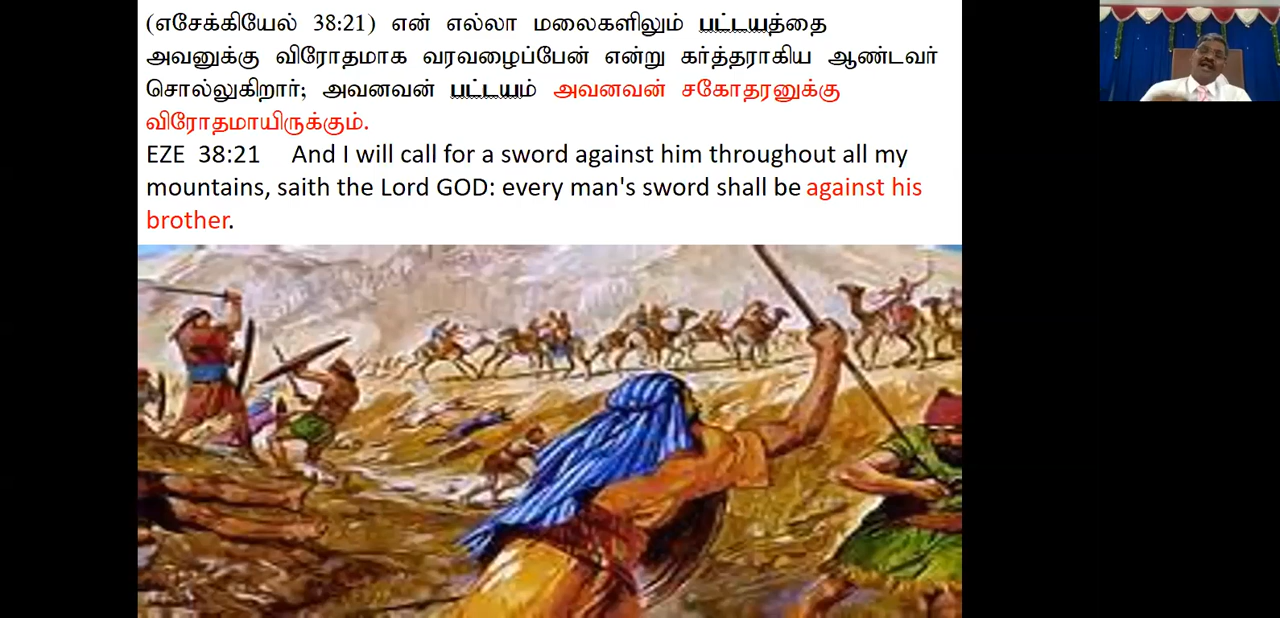 (எசேக்கியேல் 38:21) என் எல்லா மலைகளிலும் பட்டயத்தை
அவனுக்கு விரோதமாக வரவழைப்பேன் என்று கர்த்தராகிய ஆண்டவர்
சொல்லுகிறார்; அவனவன் பட்டயம் அவனவன் சகோதரனுக்கு
விரோதமாயிருக்கும்.
EZE 38:21 And I will call for a sword against him throughout all my
mountains, saith the Lord GOD: every man's sword shall be against his
brother.